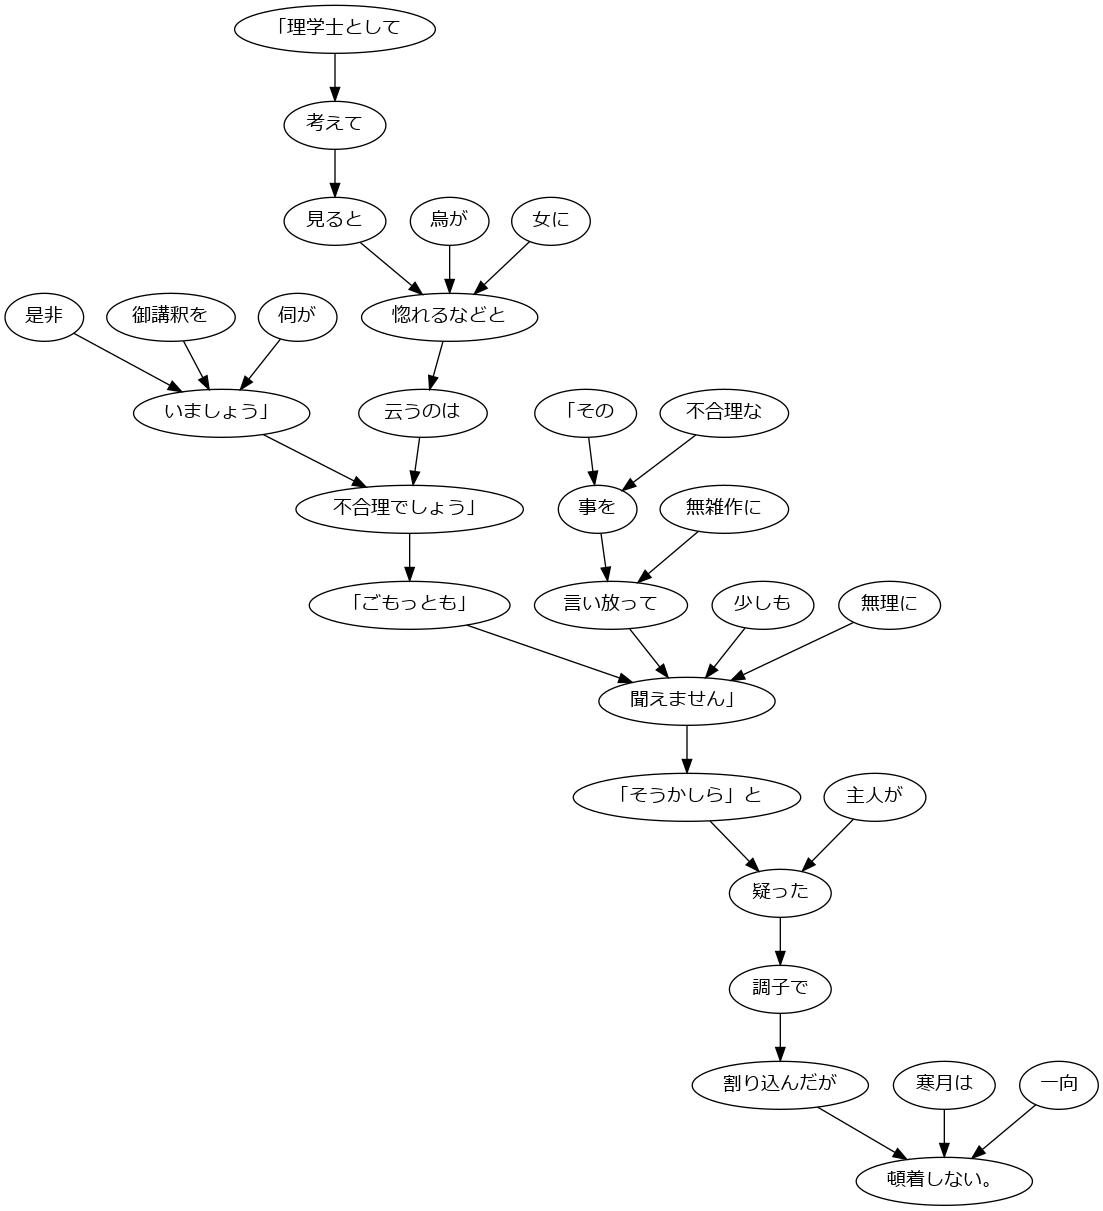 「理学士として
考えて
見ると
烏が
女に
是非
御講釈を
伺が
惚れるなどと
いましょう」
云うのは
「その
不合理な
不合理でしょう」
事を
無雑作に
「ごもっとも」
言い放って
少しも
無理に
聞えません」
「そうかしら」と
主人が
疑った
調子で
割り込んだが
寒月は
一向
頓着しない。